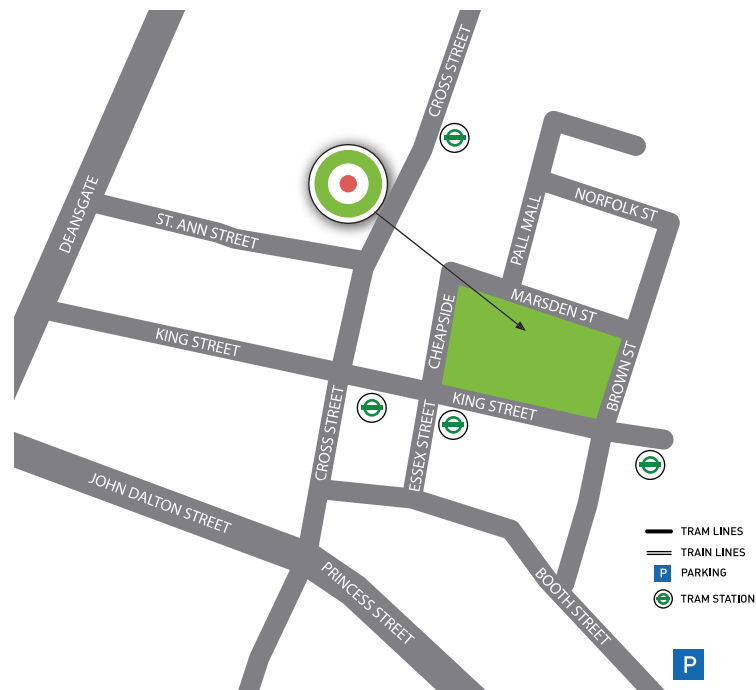 CROSS STREET
DEANSGATE
ST. ANN STREET
PALL MALL
NORFOLK ST
MARSDEN ST
CHEAPSIDE
KING STREET
KING STREET
BROWN ST
CROSS STREET
ESSEX STREET
JOHN DALTON STREET
PRINCESS STREET
BOOTH STREET
TRAM LINES
TRAIN LINES
P PARKING
TRAM STATION
P